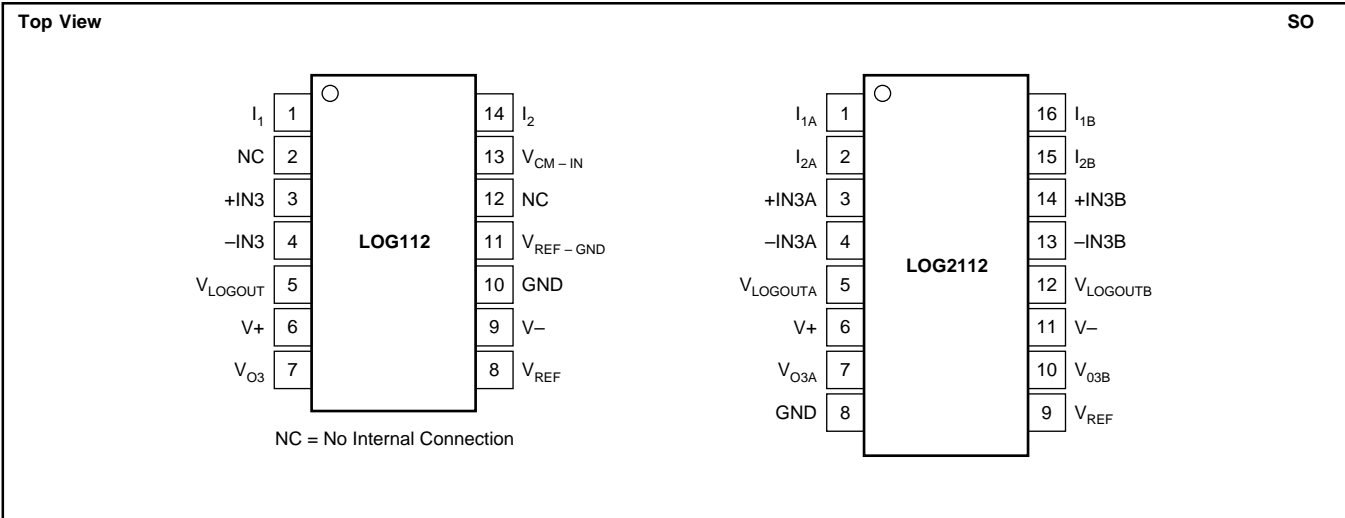 Top View SO
I1 1 14 I2
NC 2 13 VCM – IN
+IN3 3 12 NC
–IN3 4 LOG112 11 VREF – GND
VLOGOUT 5 10 GND
V+ 6 9 V–
VO3 7 8 VREF
NC = No Internal Connection
I1A 1 16 I1B
I2A 2 15 I2B
+IN3A 3 14 +IN3B
–IN3A 4 13 –IN3B
LOG2112
VLOGOUTA 5 12 VLOGOUTB
V+ 6 11 V–
VO3A 7 10 V03B
GND 8 9 VREF